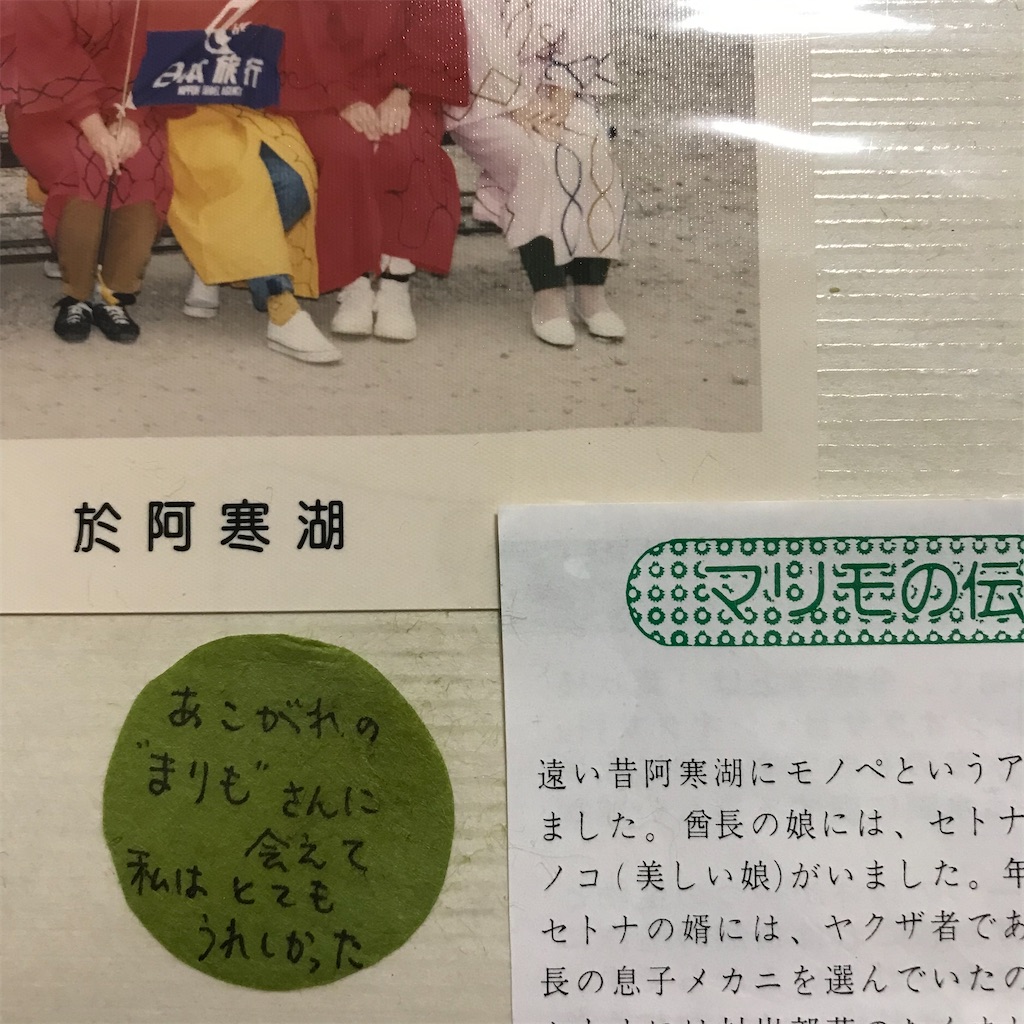 日本旅行
NIPPON TRAVEL AGENCY
於阿寒湖
マリモの伝
あこがれの
"まりも"さんに
会えて
私はとても
うれしかった
遠い昔阿寒湖にモノペというア
ました。酋長の娘には、セトナ
ノコ(美しい娘)がいました。年
セトナの婿には、ヤクザ者であ
長の息子メカニを選んでいたの